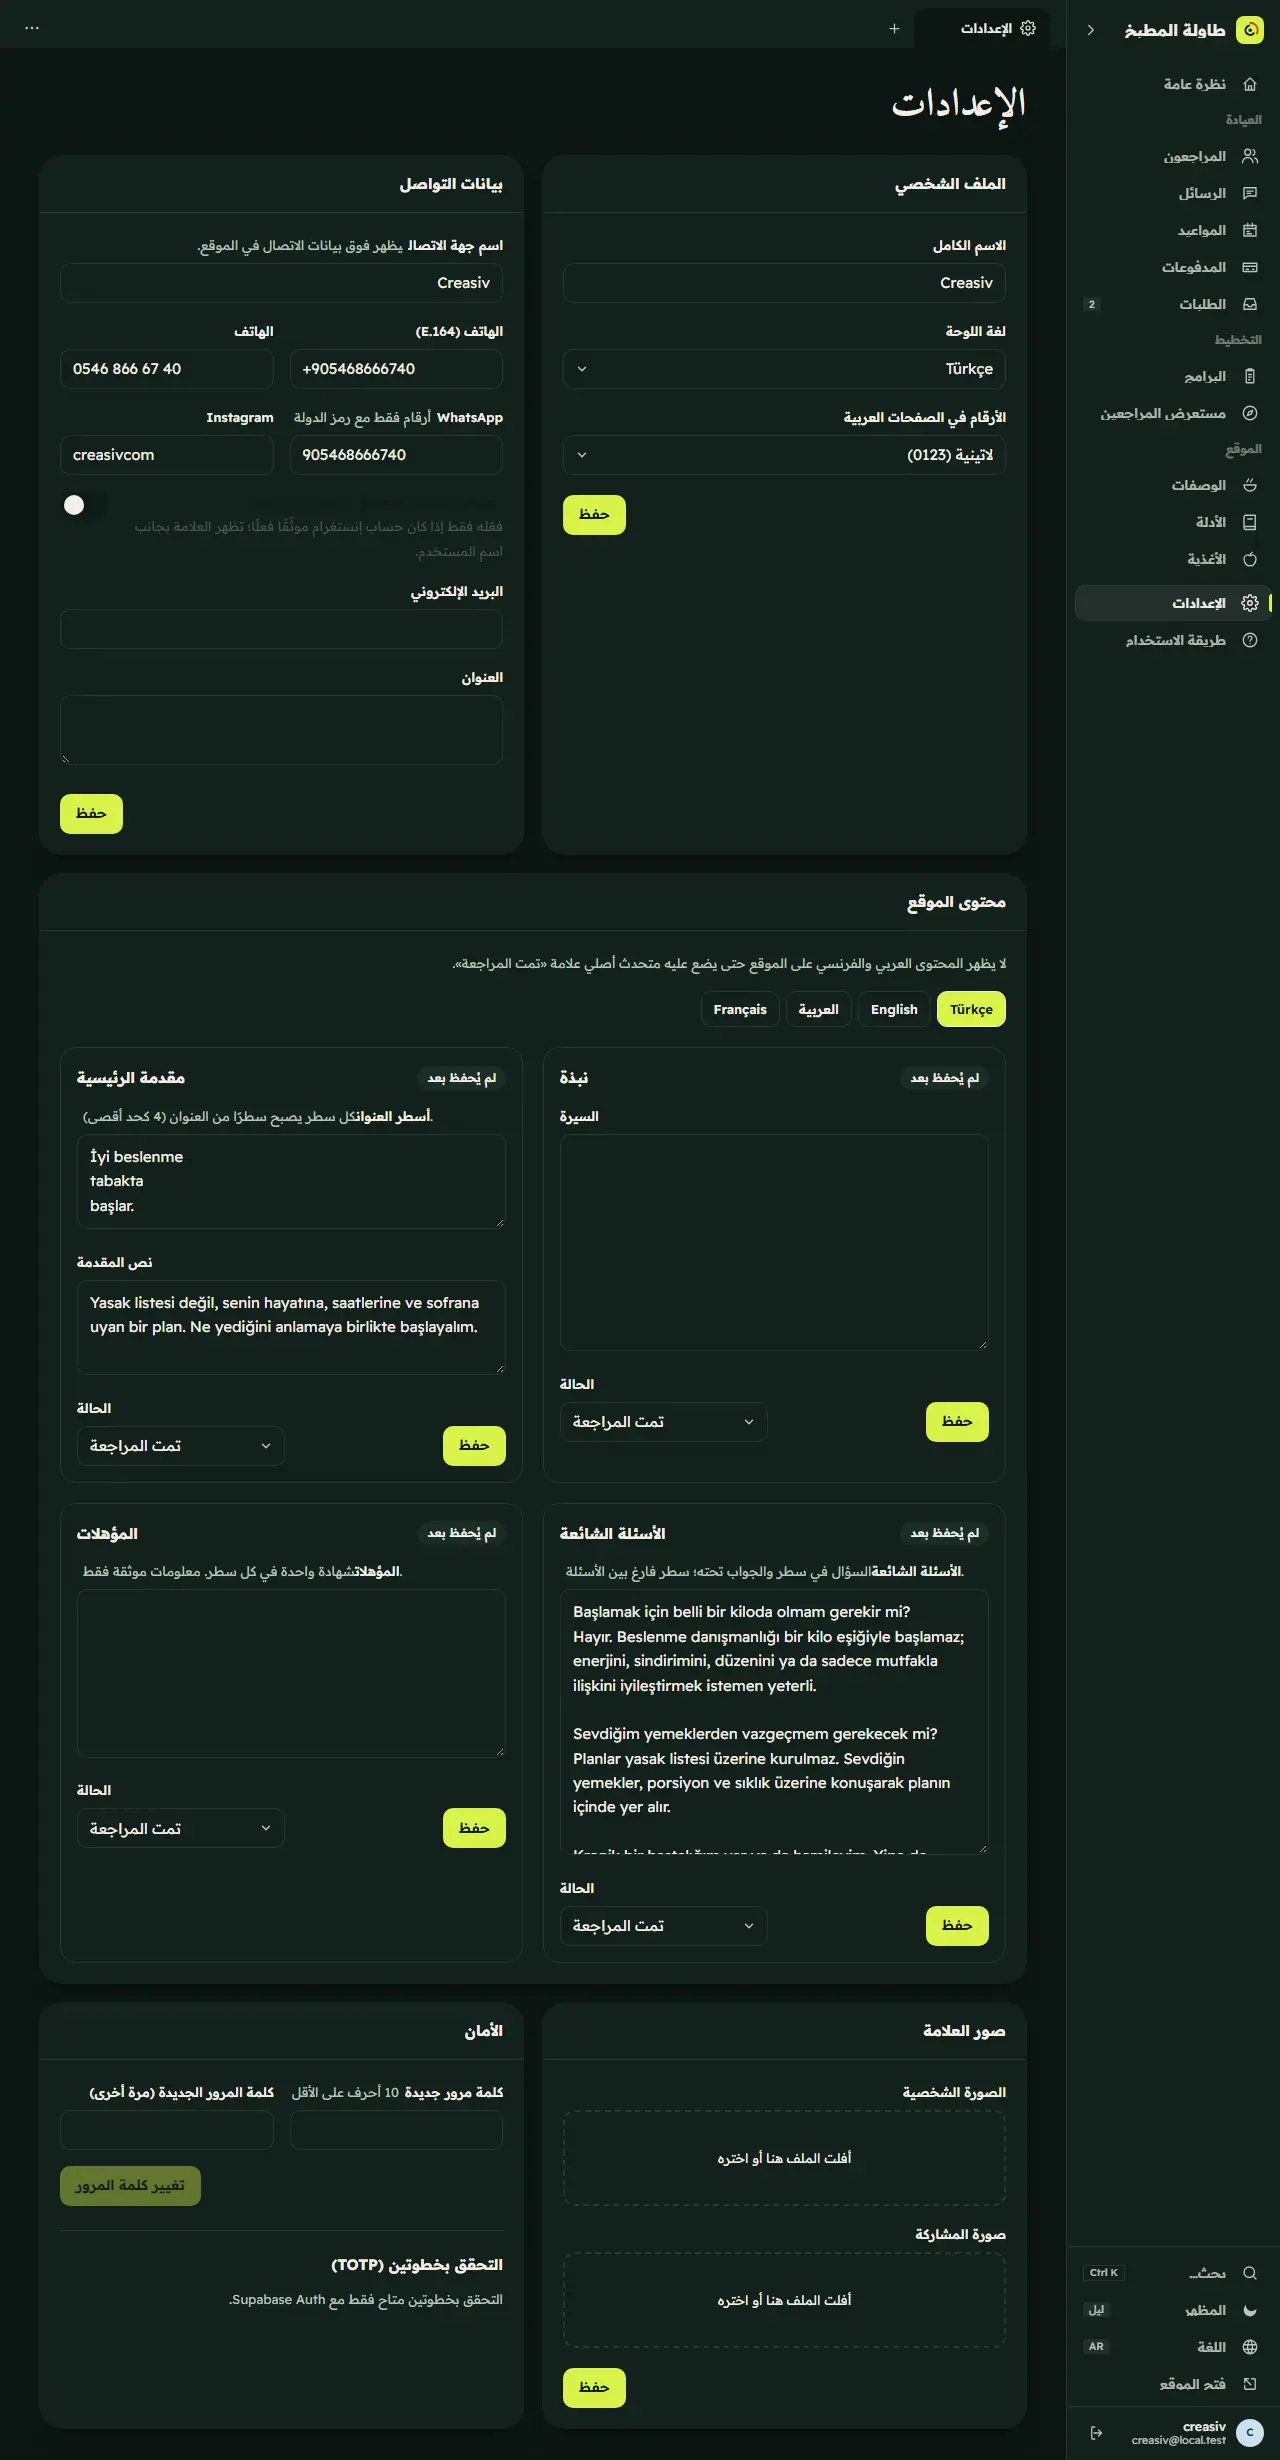 طاولة المطبخ
نظرة عامة
العيادة
المراجعون
الرسائل
المواعيد
المدفوعات
الطلبات
2
التخطيط
البرامج
مستعرض المراجعين
الموقع
الوصفات
الأدلة
الأغذية
الإعدادات
طريقة الاستخدام
بحث...
Ctrl K
المظهر
ليل
اللغة
AR
فتح الموقع
C
creasiv
creasiv@local.test
الإعدادات
الإعدادات
الملف الشخصي
الاسم الكامل
Creasiv
لغة اللوحة
Türkçe
الأرقام في الصفحات العربية
لاتينية (0123)
حفظ
بيانات التواصل
اسم جهة الاتصال يظهر فوق بيانات الاتصال في الموقع.
Creasiv
الهاتف (E.164)
+905468666740
الهاتف
0546 866 67 40
WhatsApp أرقام فقط مع رمز الدولة
905468666740
Instagram
creasivcom
فعّله فقط إذا كان حساب إنستغرام موثّقًا فعلًا؛ تظهر العلامة بجانب
اسم المستخدم.
البريد الإلكتروني
العنوان
حفظ
محتوى الموقع
لا يظهر المحتوى العربي والفرنسي على الموقع حتى يضع عليه متحدث أصلي علامة «تمت المراجعة».
Türkçe
English
العربية
Français
نبذة
لم يُحفظ بعد
السيرة
الحالة
تمت المراجعة
حفظ
مقدمة الرئيسية
لم يُحفظ بعد
أسطر العنوان كل سطر يصبح سطرًا من العنوان (4 كحد أقصى).
İyi beslenme
tabakta
başlar.
نص المقدمة
Yasak listesi değil, senin hayatına, saatlerine ve sofrana
uyan bir plan. Ne yediğini anlamaya birlikte başlayalım.
الحالة
تمت المراجعة
حفظ
الأسئلة الشائعة
لم يُحفظ بعد
الأسئلة الشائعة السؤال في سطر والجواب تحته؛ سطر فارغ بين الأسئلة.
Başlamak için belli bir kiloda olmam gerekir mi?
Hayır. Beslenme danışmanlığı bir kilo eşiğiyle başlamaz;
enerjini, sindirimini, düzenini ya da sadece mutfakla
ilişkini iyileştirmek istemen yeterli.
Sevdiğim yemeklerden vazgeçmem gerekecek mi?
Planlar yasak listesi üzerine kurulmaz. Sevdiğin
yemekler, porsiyon ve sıklık üzerine konuşarak planın
içinde yer alır.
الحالة
تمت المراجعة
حفظ
المؤهلات
لم يُحفظ بعد
المؤهلات شهادة واحدة في كل سطر. معلومات موثقة فقط.
الحالة
تمت المراجعة
حفظ
صور العلامة
الصورة الشخصية
أفلت الملف هنا أو اختره
صورة المشاركة
أفلت الملف هنا أو اختره
حفظ
الأمان
كلمة مرور جديدة 10 أحرف على الأقل
كلمة المرور الجديدة (مرة أخرى)
تغيير كلمة المرور
التحقق بخطوتين (TOTP)
التحقق بخطوتين متاح فقط مع Supabase Auth.